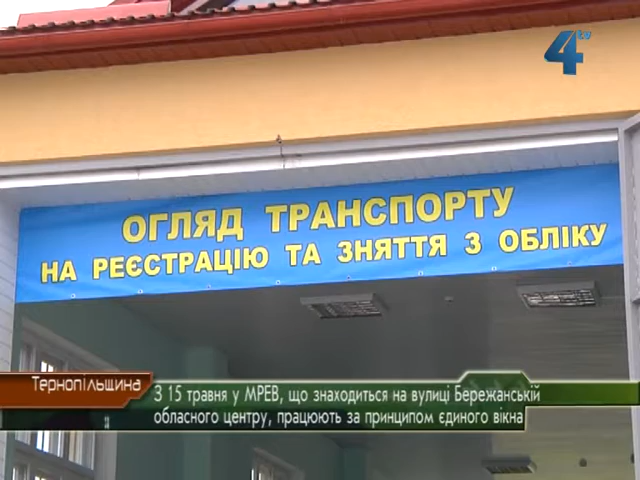 4 tv
ОГЛЯД ТРАНСПОРТУ
НА РЕЄСТРАЦІЮ ТА ЗНЯТТЯ З ОБЛІКУ
Тернопільщина
З 15 травня у МРЕВ, що знаходиться на вулиці Бережанській
обласного центру, працюють за принципом єдиного вікна